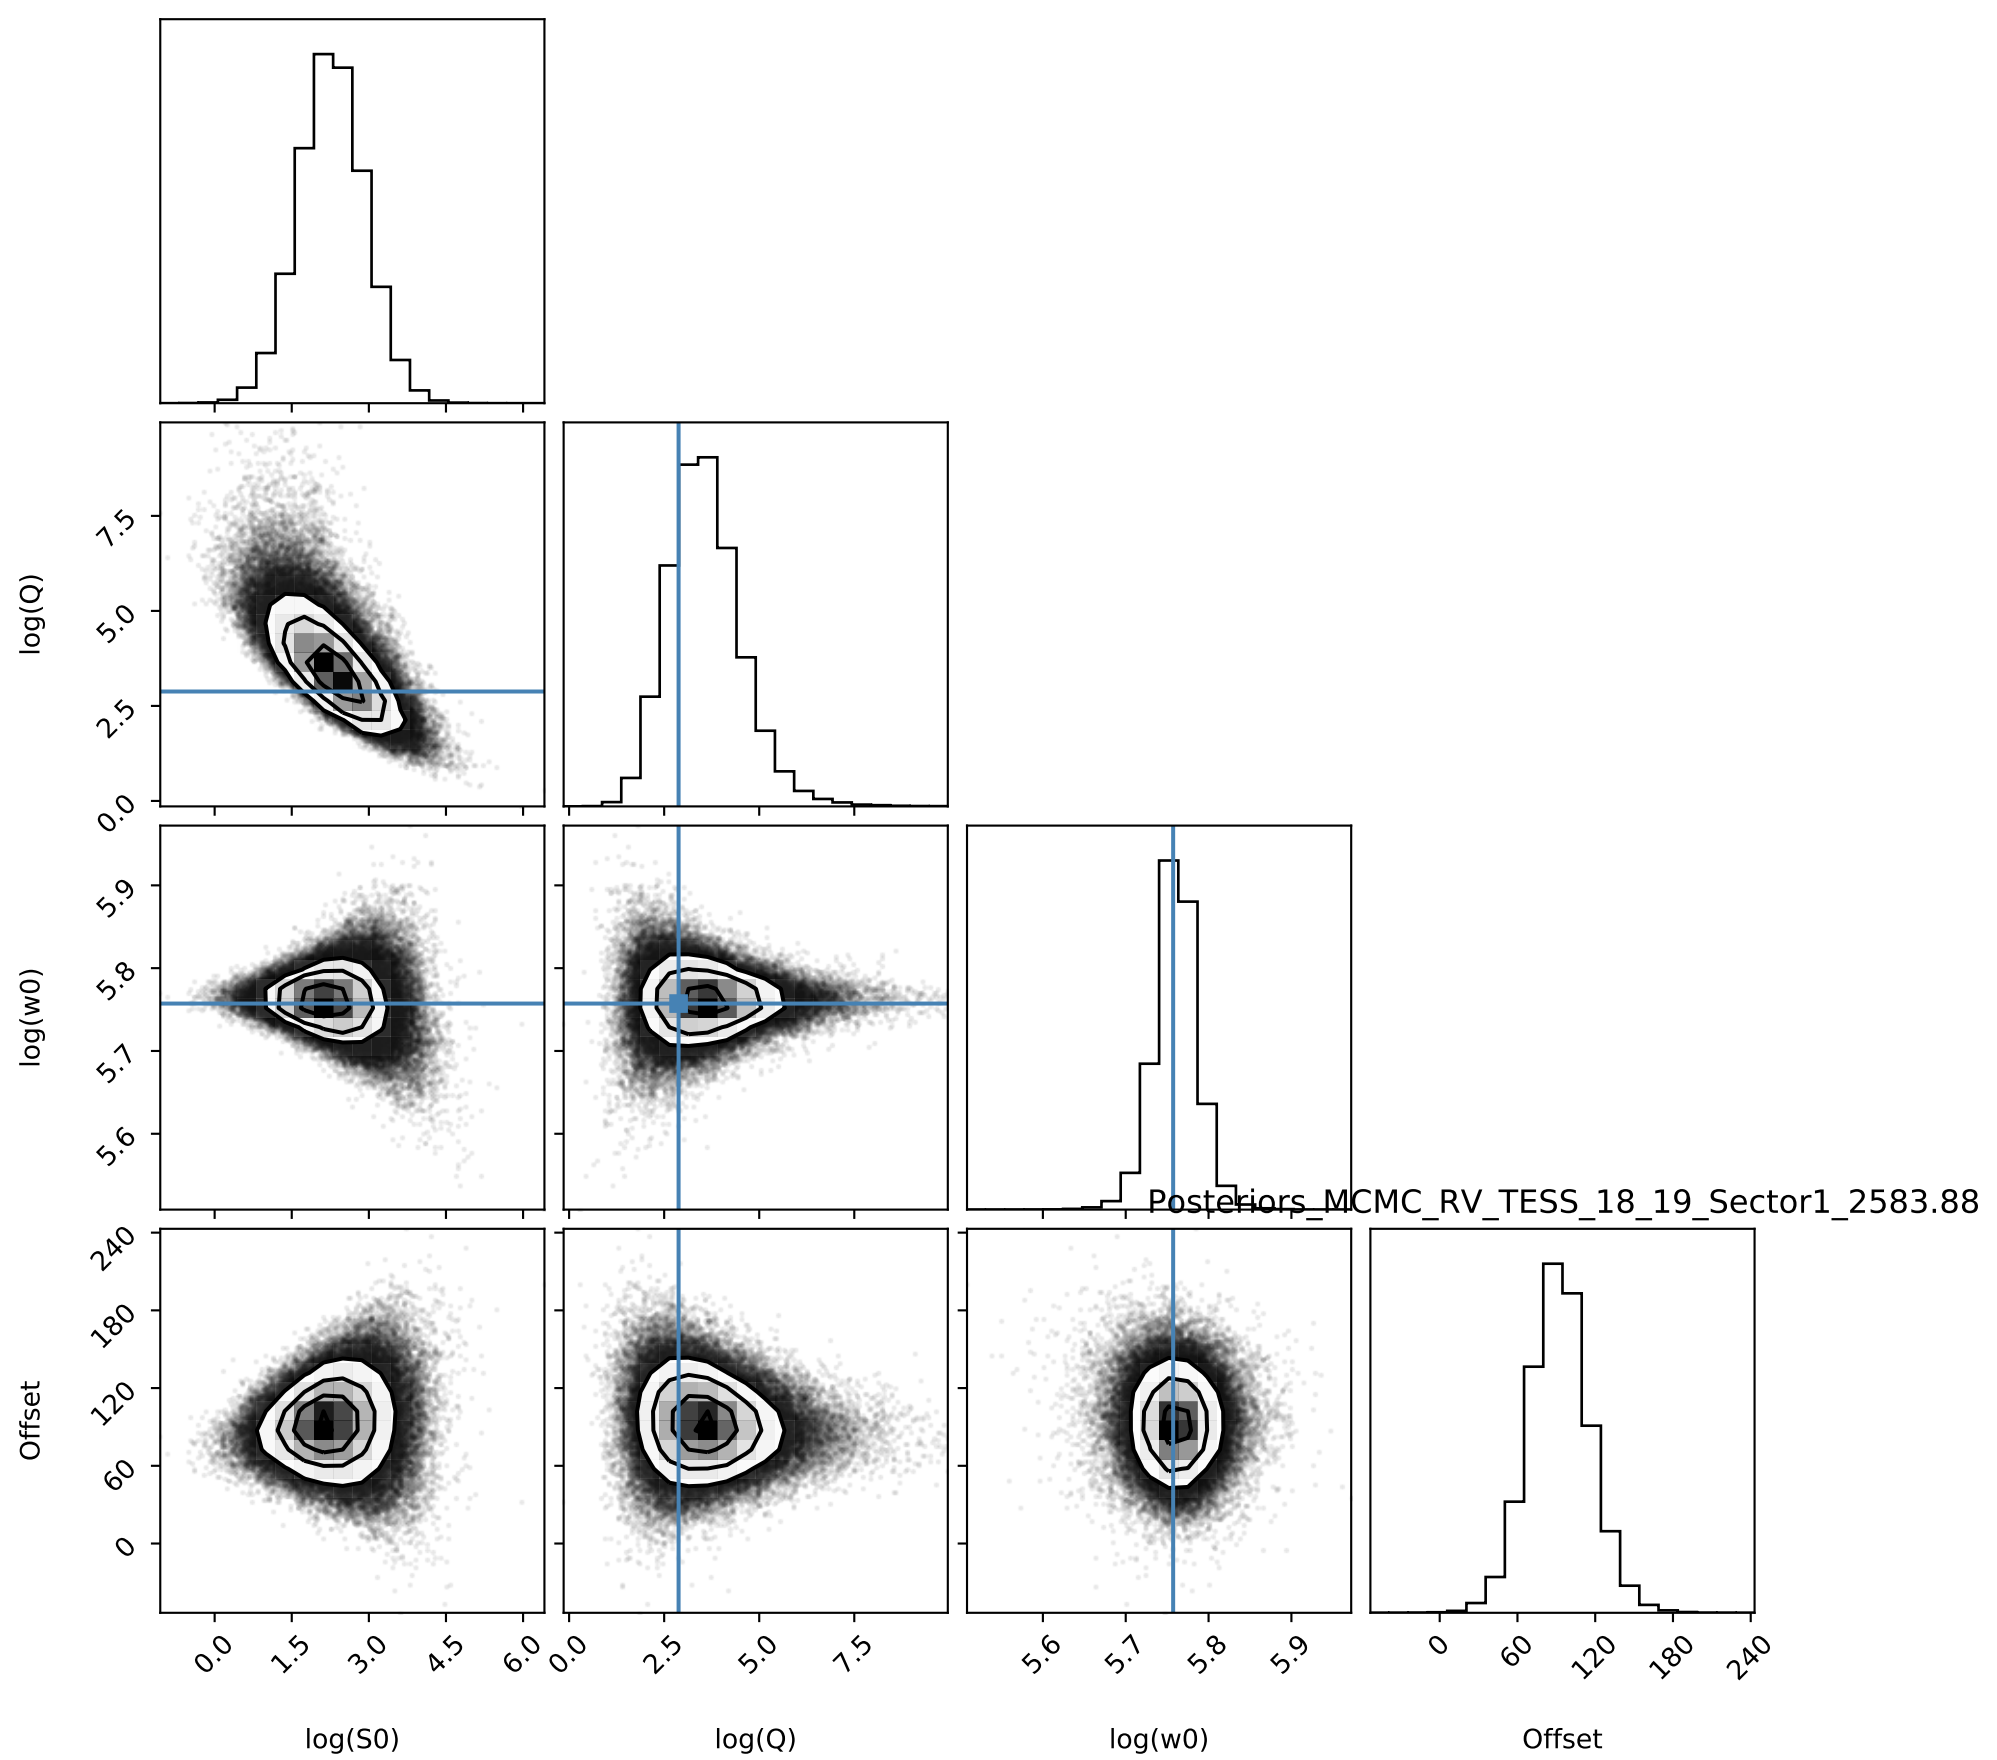 log(Q)
7.5
5.0
2.5
0.0
log(w0)
5.9
5.8
5.7
5.6
Posteriors_MCMC_RV_TESS_18_19_Sector1_2583.88
Offset
240
180
120
60
0
0.0 1.5 3.0 4.5 6.0 0.0 2.5 5.0 7.5 5.6 5.7 5.8 5.9 0 60 120 180 240
log(S0) log(Q) log(w0) Offset